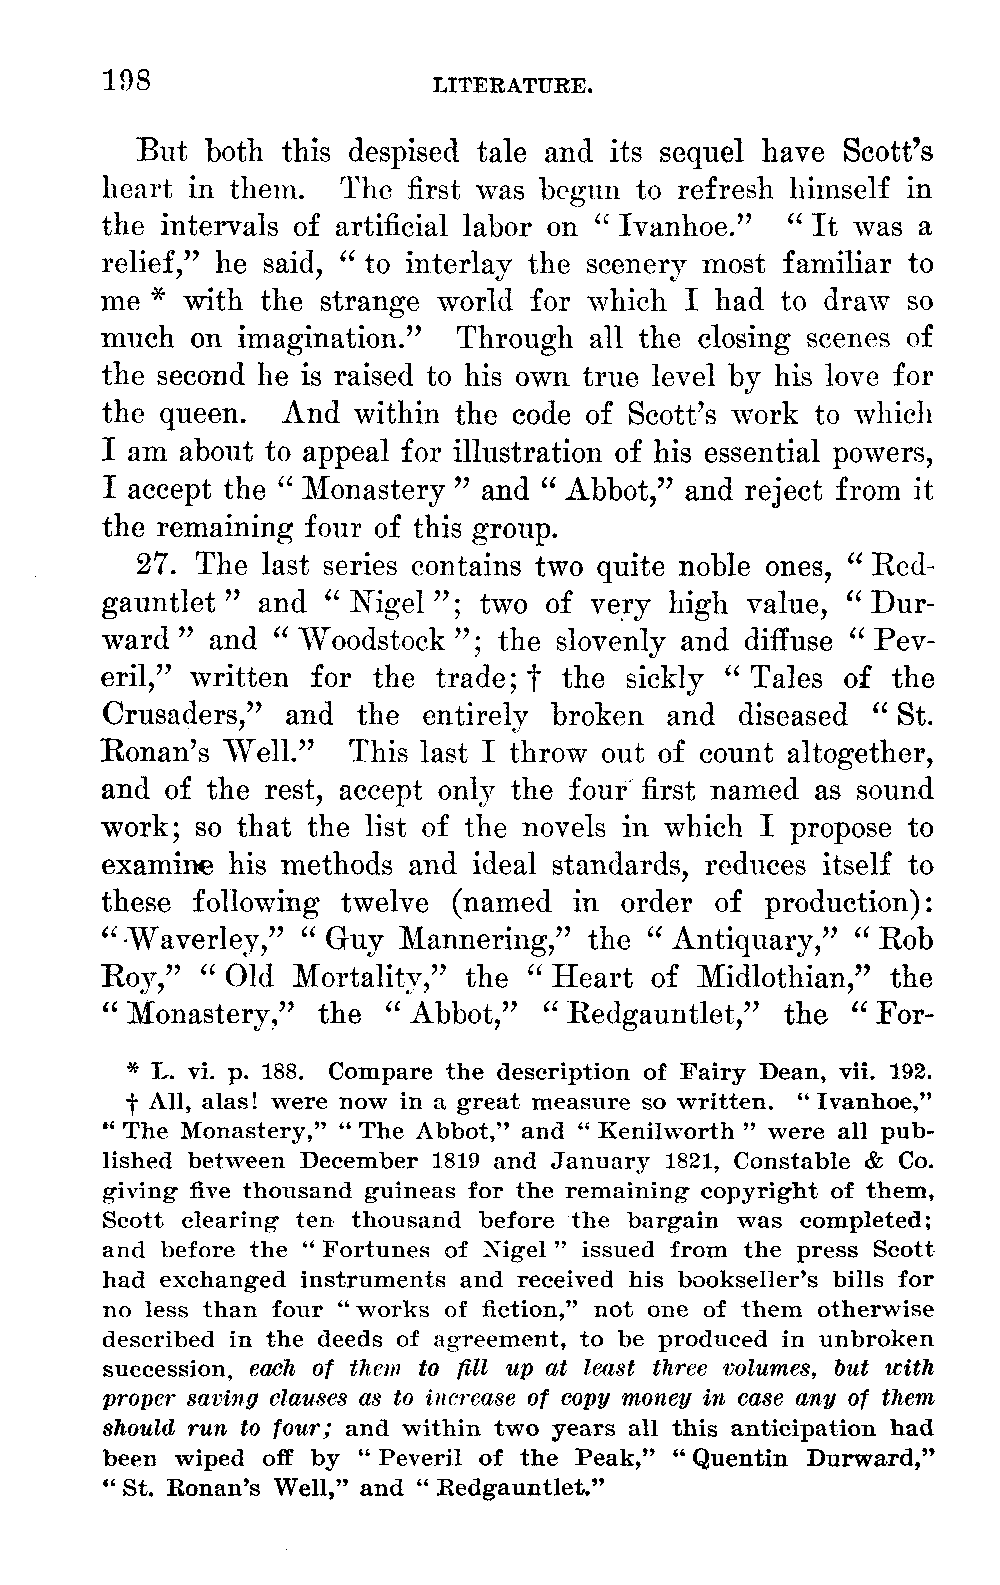 198 LITERATURE.
But both this despised tale and its sequel have Scott's
heart in them. The first was begun to refresh himself in
the intervals of artificial labor on “ Ivanhoe.” “ It was a
relief,” he said, “ to interlay the scenery most familiar to
me * with the strange world for which I had to draw so
much on imagination.” Through all the closing scenes of
the second he is raised to his own true level by his love for
the queen. And within the code of Scott's work to which
I am about to appeal for illustration of his essential powers,
I accept the “ Monastery ” and “ Abbot,” and reject from it
the remaining four of this group.
27. The last series contains two quite noble ones, “ Red-
gauntlet ” and “ Nigel ”; two of very high value, “ Dur-
ward ” and “ Woodstock ”; the slovenly and diffuse “ Pev-
eril,” written for the trade; † the sickly “ Tales of the
Crusaders,” and the entirely broken and diseased “ St.
Ronan's Well.” This last I throw out of count altogether,
and of the rest, accept only the four first named as sound
work; so that the list of the novels in which I propose to
examine his methods and ideal standards, reduces itself to
these following twelve (named in order of production):
“ Waverley,” “ Guy Mannering,” the “ Antiquary,” “ Rob
Roy,” “ Old Mortality,” the “ Heart of Midlothian,” the
“ Monastery,” the “ Abbot,” “ Redgauntlet,” the “ For-
* L. vi. p. 188. Compare the description of Fairy Dean, vii. 192.
† All, alas! were now in a great measure so written. “ Ivanhoe,”
“ The Monastery,” “ The Abbot,” and “ Kenilworth ” were all pub-
lished between December 1819 and January 1821, Constable & Co.
giving five thousand guineas for the remaining copyright of them,
Scott clearing ten thousand before the bargain was completed;
and before the “ Fortunes of Nigel ” issued from the press Scott
had exchanged instruments and received his bookseller's bills for
no less than four “ works of fiction,” not one of them otherwise
described in the deeds of agreement, to be produced in unbroken
succession, each of them to fill up at least three volumes, but with
proper saving clauses as to increase of copy money in case any of them
should run to four; and within two years all this anticipation had
been wiped off by “ Peveril of the Peak,” “ Quentin Durward,”
“ St. Ronan's Well,” and “ Redgauntlet.”